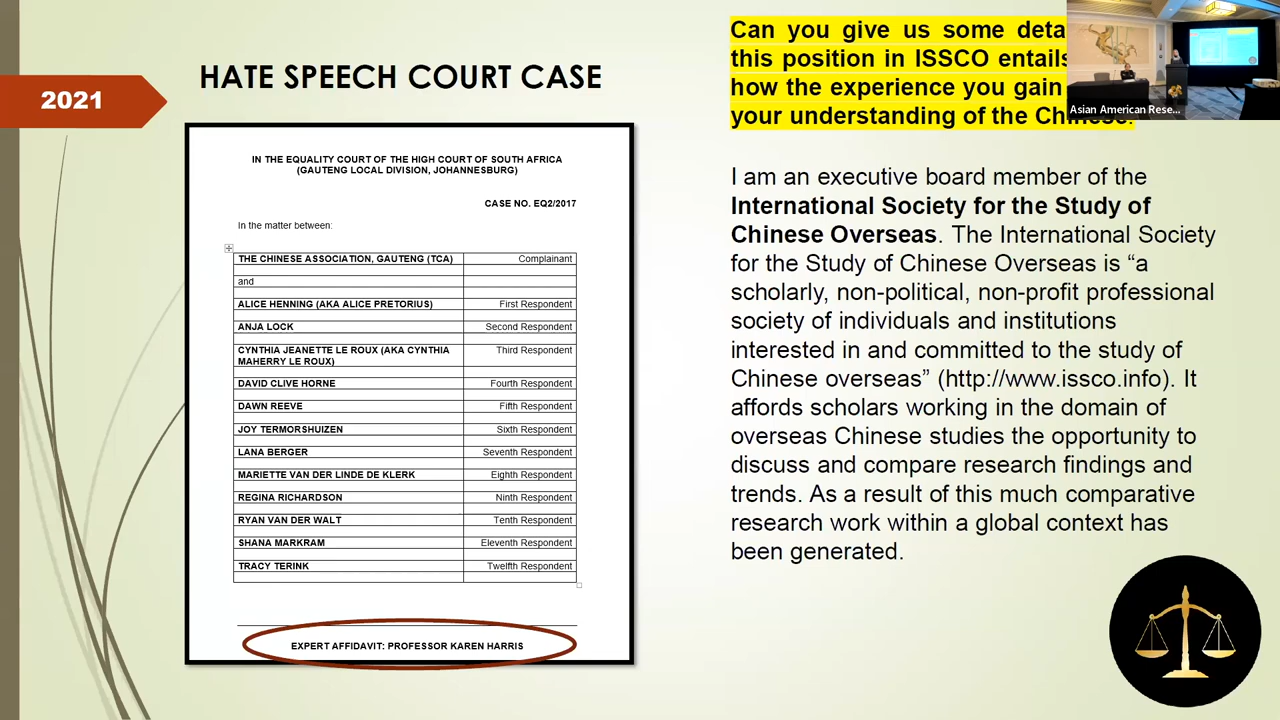 2021
HATE SPEECH COURT CASE
IN THE EQUALITY COURT OF THE HIGH COURT OF SOUTH AFRICA
(GAUTENG LOCAL DIVISION, JOHANNESBURG)
CASE NO. EQ2/2017
In the matter between:
THE CHINESE ASSOCIATION, GAUTENG (TCA) Complainant
and
ALICE HENNING (AKA ALICE PRETORIUS) First Respondent
ANJA LOCK Second Respondent
CYNTHIA JEANETTE LE ROUX (AKA CYNTHIA Third Respondent
MAHERRY LE ROUX)
DAVID CLIVE HORNE Fourth Respondent
DAWN REEVE Fifth Respondent
JOY TERMORSHUIZEN Sixth Respondent
LANA BERGER Seventh Respondent
MARIETTE VAN DER LINDE DE KLERK Eighth Respondent
REGINA RICHARDSON Ninth Respondent
RYAN VAN DER WALT Tenth Respondent
SHANA MARKRAM Eleventh Respondent
TRACY TERINK Twelfth Respondent
EXPERT AFFIDAVIT: PROFESSOR KAREN HARRIS
Can you give us some
this position in ISSCO
how the experience you gain
your understanding of the
I am an executive board member of the
International Society for the Study of
Chinese Overseas. The International Society
for the Study of Chinese Overseas is “a
scholarly, non-political, non-profit professional
society of individuals and institutions
interested in and committed to the study of
Chinese overseas” (http://www.issco.info). It
affords scholars working in the domain of
overseas Chinese studies the opportunity to
discuss and compare research findings and
trends. As a result of this much comparative
research work within a global context has
been generated.
Asian American Rese...